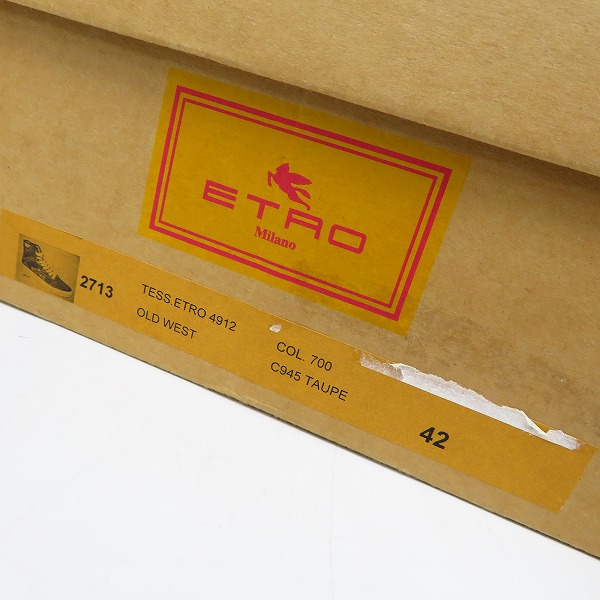 ETRO
Milano
2713
TESS.ETRO 4912
OLD WEST
COL. 700
C945 TAUPE
42